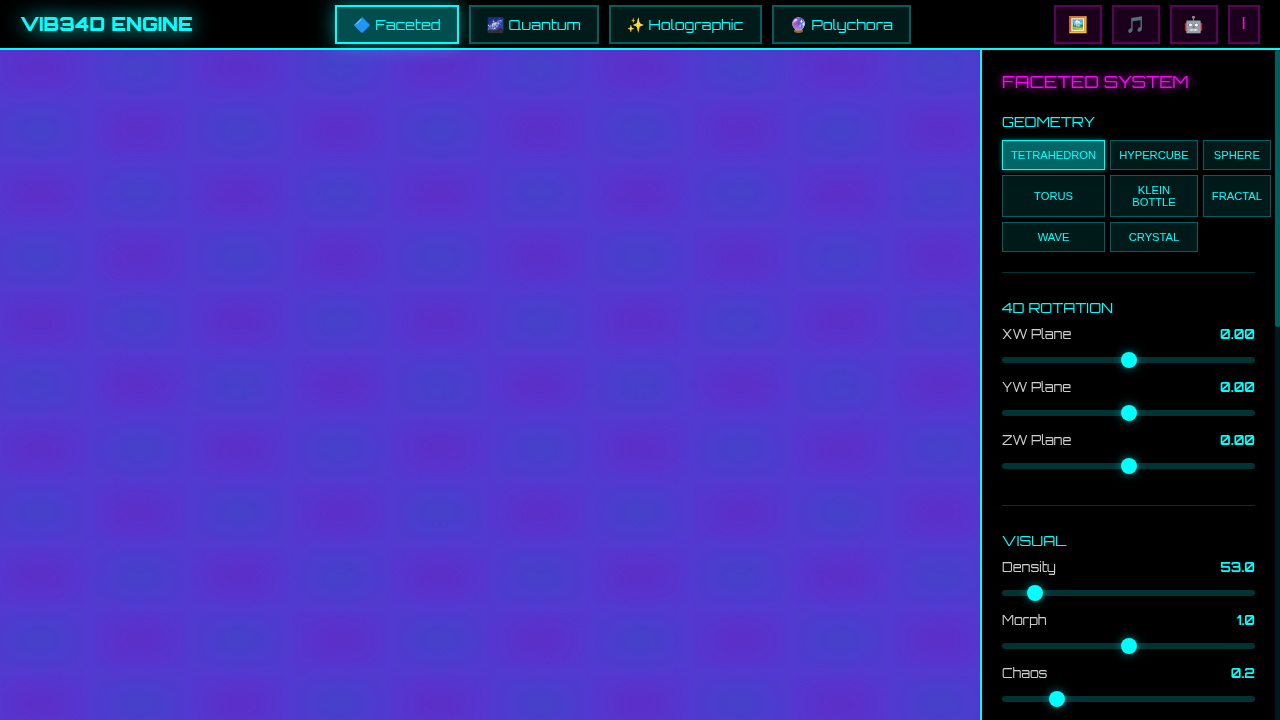 VIB34D ENGINE
🔷 Faceted
🌌 Quantum
✨ Holographic
🔮 Polychora
I
FACETED SYSTEM
GEOMETRY
TETRAHEDRON
HYPERCUBE
SPHERE
TORUS
KLEIN
BOTTLE
FRACTAL
WAVE
CRYSTAL
4D ROTATION
XW Plane 0.00
YW Plane 0.00
ZW Plane 0.00
VISUAL
Density 53.0
Morph 1.0
Chaos 0.2